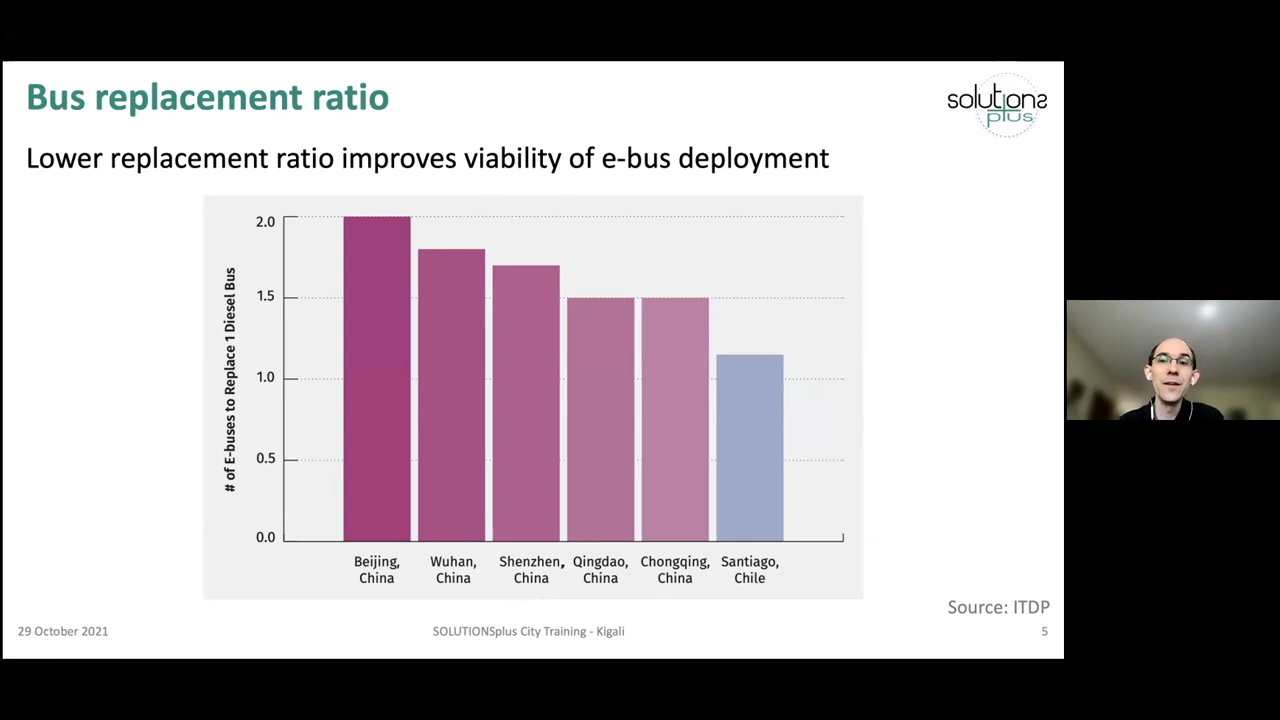 Bus replacement ratio
solutions
plus
Lower replacement ratio improves viability of e-bus deployment
# of E-buses to Replace 1 Diesel Bus
2.0
1.5
1.0
0.5
0.0
Beijing, China
Wuhan, China
Shenzhen, China
Qingdao, China
Chongqing, China
Santiago, Chile
Source: ITDP
29 October 2021
SOLUTIONSplus City Training - Kigali
5